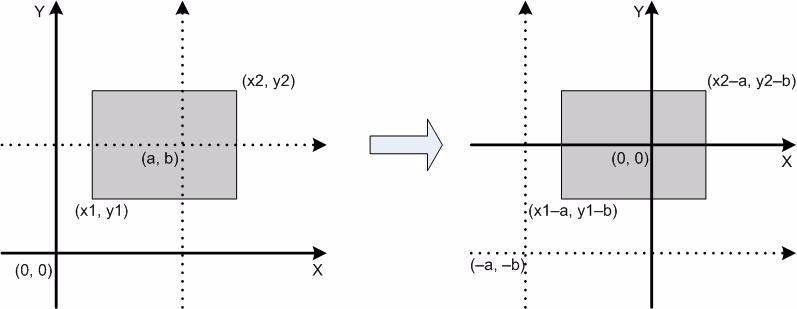 Y
(x2, y2)
(a, b)
(x1, y1)
(0, 0)
X
Y
(x2–a, y2–b)
(0, 0)
X
(x1–a, y1–b)
(–a, –b)